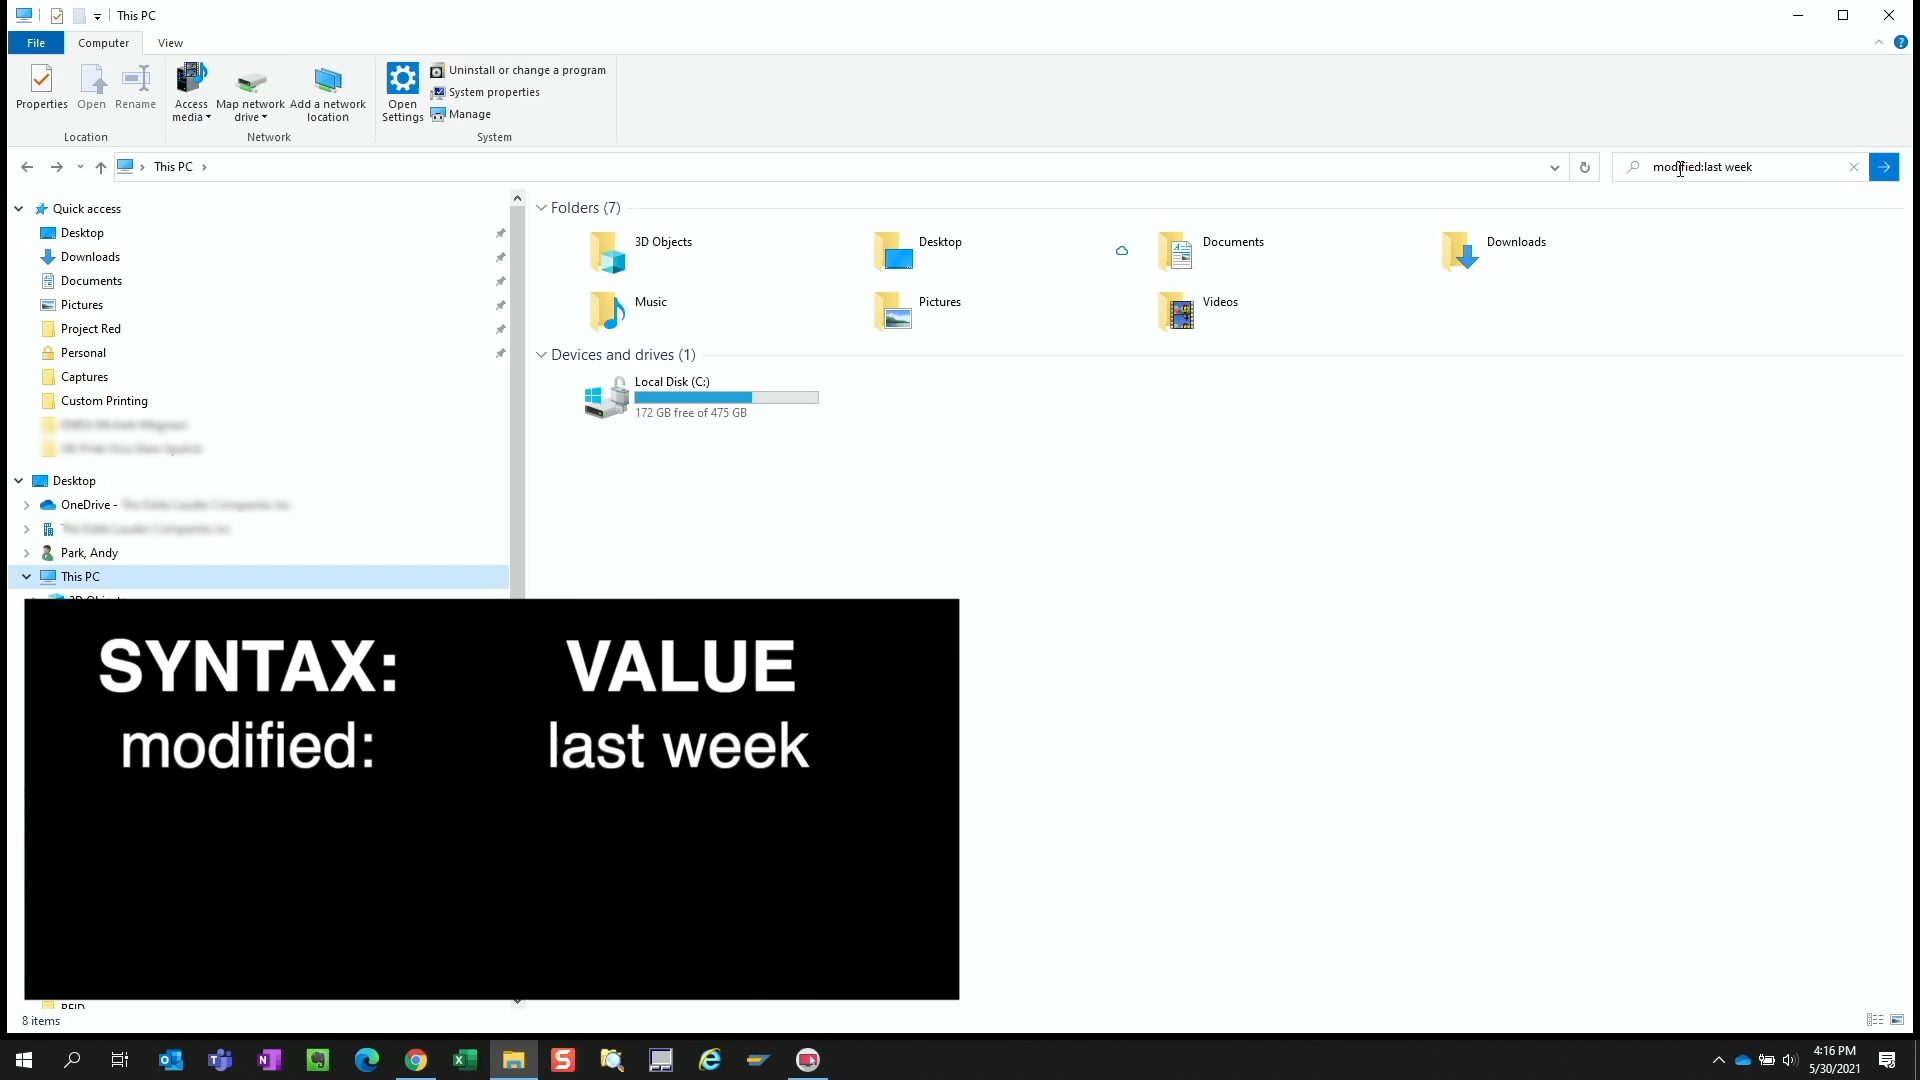 This PC
File
Computer
View
Properties
Open
Rename
Location
Access media
Map network drive
Add a network location
Network
Open Settings
Uninstall or change a program
System properties
Manage
System
This PC
modified:last week
Quick access
Desktop
Downloads
Documents
Pictures
Project Red
Personal
Captures
Custom Printing
Desktop
OneDrive -
Park, Andy
This PC
3D Objects
RFID
Folders (7)
3D Objects
Desktop
Documents
Downloads
Music
Pictures
Videos
Devices and drives (1)
Local Disk (C:)
172 GB free of 475 GB
SYNTAX: VALUE
modified: last week
8 items
4:16 PM
5/30/2021